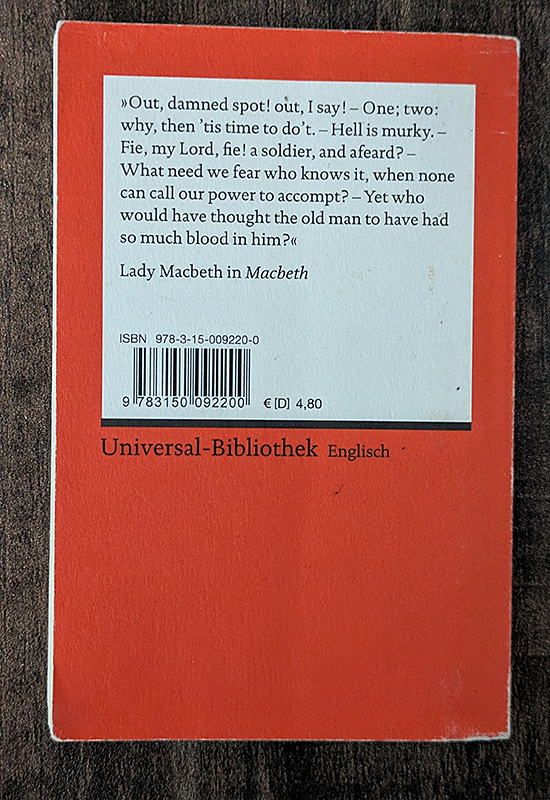 »Out, damned spot! out, I say! – One; two:
why, then ’tis time to do’t. – Hell is murky. –
Fie, my Lord, fie! a soldier, and afeard? –
What need we fear who knows it, when none
can call our power to accompt? – Yet who
would have thought the old man to have had
so much blood in him?«
Lady Macbeth in Macbeth
ISBN 978-3-15-009220-0
9 783150 092200
€ [D] 4,80
Universal-Bibliothek Englisch